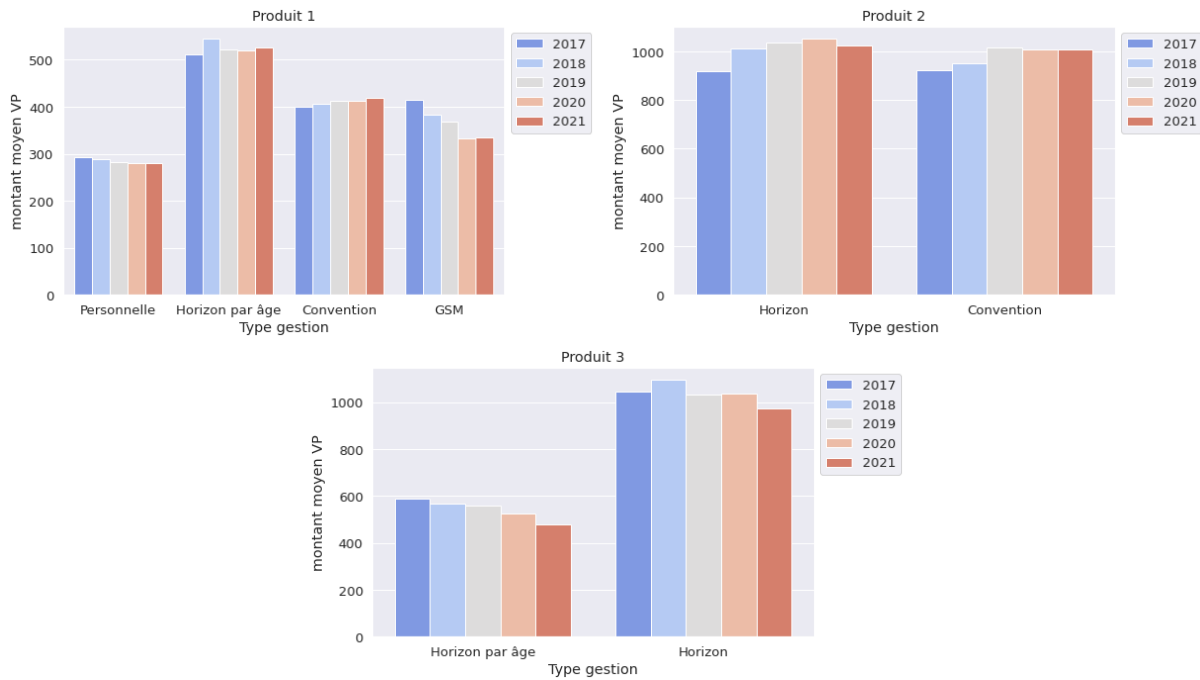 Produit 1
montant moyen VP
500
400
300
200
100
0
Personnelle Horizon par âge Convention GSM
Type gestion
2017
2018
2019
2020
2021
Produit 2
montant moyen VP
1000
800
600
400
200
0
Horizon Convention
Type gestion
2017
2018
2019
2020
2021
Produit 3
montant moyen VP
1000
800
600
400
200
0
Horizon par âge Horizon
Type gestion
2017
2018
2019
2020
2021